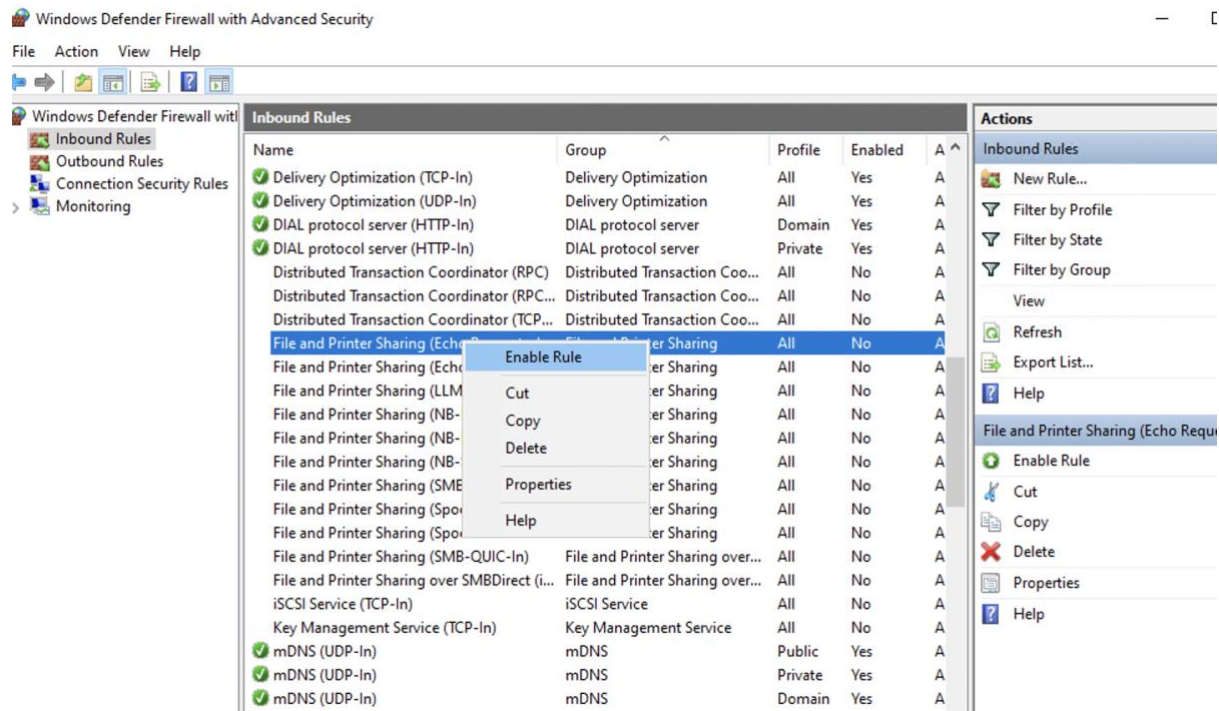 Windows Defender Firewall with Advanced Security
File Action View Help
Windows Defender Firewall with
Inbound Rules
Outbound Rules
Connection Security Rules
Monitoring
Inbound Rules
Name Group Profile Enabled A
Delivery Optimization (TCP-In) Delivery Optimization All Yes A
Delivery Optimization (UDP-In) Delivery Optimization All Yes A
DIAL protocol server (HTTP-In) DIAL protocol server Domain Yes A
DIAL protocol server (HTTP-In) DIAL protocol server Private Yes A
Distributed Transaction Coordinator (RPC) Distributed Transaction Coo... All No A
Distributed Transaction Coordinator (RPC... Distributed Transaction Coo... All No A
Distributed Transaction Coordinator (TCP... Distributed Transaction Coo... All No A
File and Printer Sharing (Echo er Sharing All No A
File and Printer Sharing (Echo er Sharing All No A
File and Printer Sharing (LLM er Sharing All No A
File and Printer Sharing (NB- er Sharing All No A
File and Printer Sharing (NB- er Sharing All No A
File and Printer Sharing (NB- er Sharing All No A
File and Printer Sharing (SME er Sharing All No A
File and Printer Sharing (Spo er Sharing All No A
File and Printer Sharing (Spo er Sharing All No A
File and Printer Sharing (SMB-QUIC-In) File and Printer Sharing over... All No A
File and Printer Sharing over SMBDirect (i... File and Printer Sharing over... All No A
iSCSI Service (TCP-In) iSCSI Service All No A
Key Management Service (TCP-In) Key Management Service All No A
mDNS (UDP-In) mDNS Public Yes A
mDNS (UDP-In) mDNS Private Yes A
mDNS (UDP-In) mDNS Domain Yes A
Enable Rule
Cut
Copy
Delete
Properties
Help
Actions
Inbound Rules
New Rule...
Filter by Profile
Filter by State
Filter by Group
View
Refresh
Export List...
Help
File and Printer Sharing (Echo Reque
Enable Rule
Cut
Copy
Delete
Properties
Help